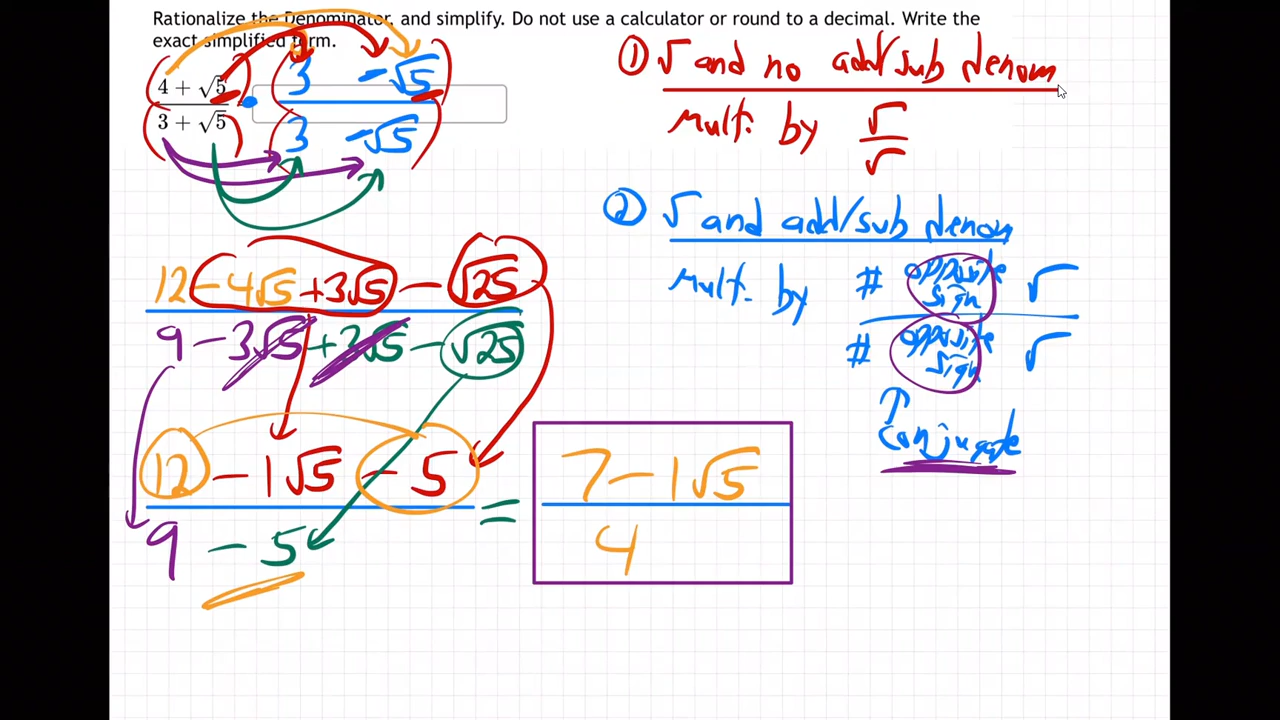 Rationalize the Denominator, and simplify. Do not use a calculator or round to a decimal. Write the
exact simplified form.
(4 + √5) · (3 - √5)
(3 + √5) (3 - √5)
12 - 4√5 + 3√5 - √25
9 - 3√5 + 3√5 - √25
12 - 1√5 - 5
9 - 5
=
7 - 1√5
4
① √ and no add/sub denom
Mult. by √
√
② √ and add/sub denom
Mult. by # opposite sign √
# opposite sign √
↑
conjugate